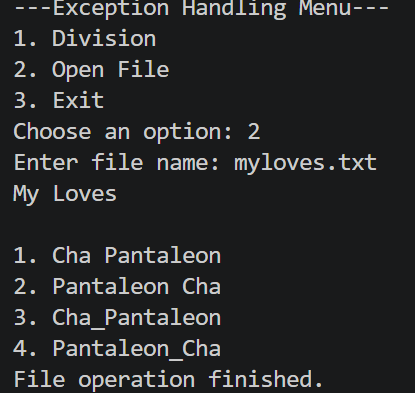 ---Exception Handling Menu---
1. Division
2. Open File
3. Exit
Choose an option: 2
Enter file name: myloves.txt
My Loves

1. Cha Pantaleon
2. Pantaleon Cha
3. Cha_Pantaleon
4. Pantaleon_Cha
File operation finished.